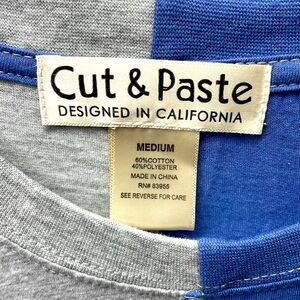 Cut & Paste
DESIGNED IN CALIFORNIA
MEDIUM
60%COTTON
40%POLYESTER
MADE IN CHINA
RN# 83955
SEE REVERSE FOR CARE